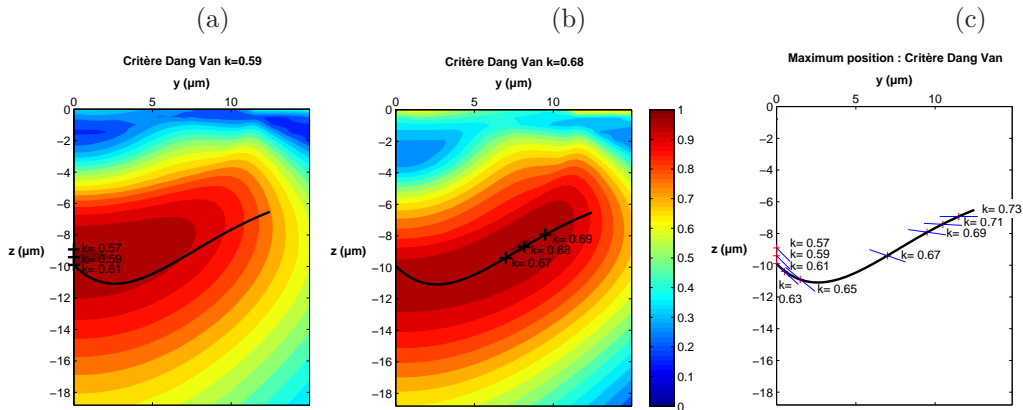 (a)
Critère Dang Van k=0.59
y (µm)
0 5 10
0
−2
−4
−6
−8
z (µm)
−10
−12
−14
−16
−18
k= 0.57
k= 0.59
k= 0.61
(b)
Critère Dang Van k=0.68
y (µm)
0 5 10
0
−2
−4
−6
−8
z (µm)
−10
−12
−14
−16
−18
k= 0.69
k= 0.68
k= 0.67
1
0.9
0.8
0.7
0.6
0.5
0.4
0.3
0.2
0.1
0
(c)
Maximum position : Critère Dang Van
y (µm)
0 5 10
0
−2
−4
−6
−8
z (µm)
−10
−12
−14
−16
−18
k= 0.73
k= 0.71
k= 0.69
k= 0.67
k= 0.57
k= 0.59
k= 0.61
k= 0.65
k=
0.63